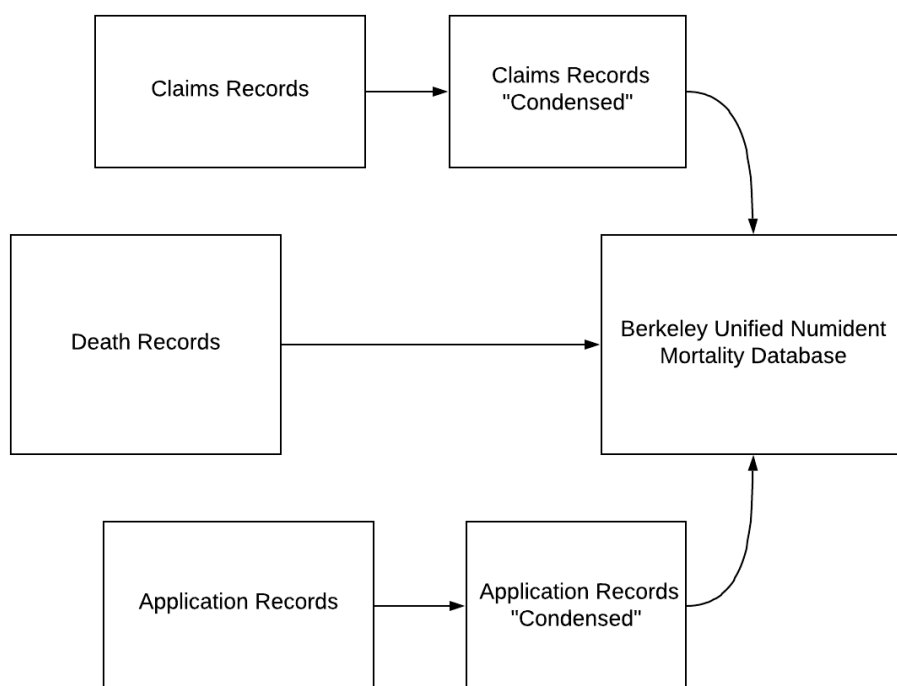 Claims Records
Claims Records
"Condensed"
Death Records
Berkeley Unified Numident
Mortality Database
Application Records
Application Records
"Condensed"